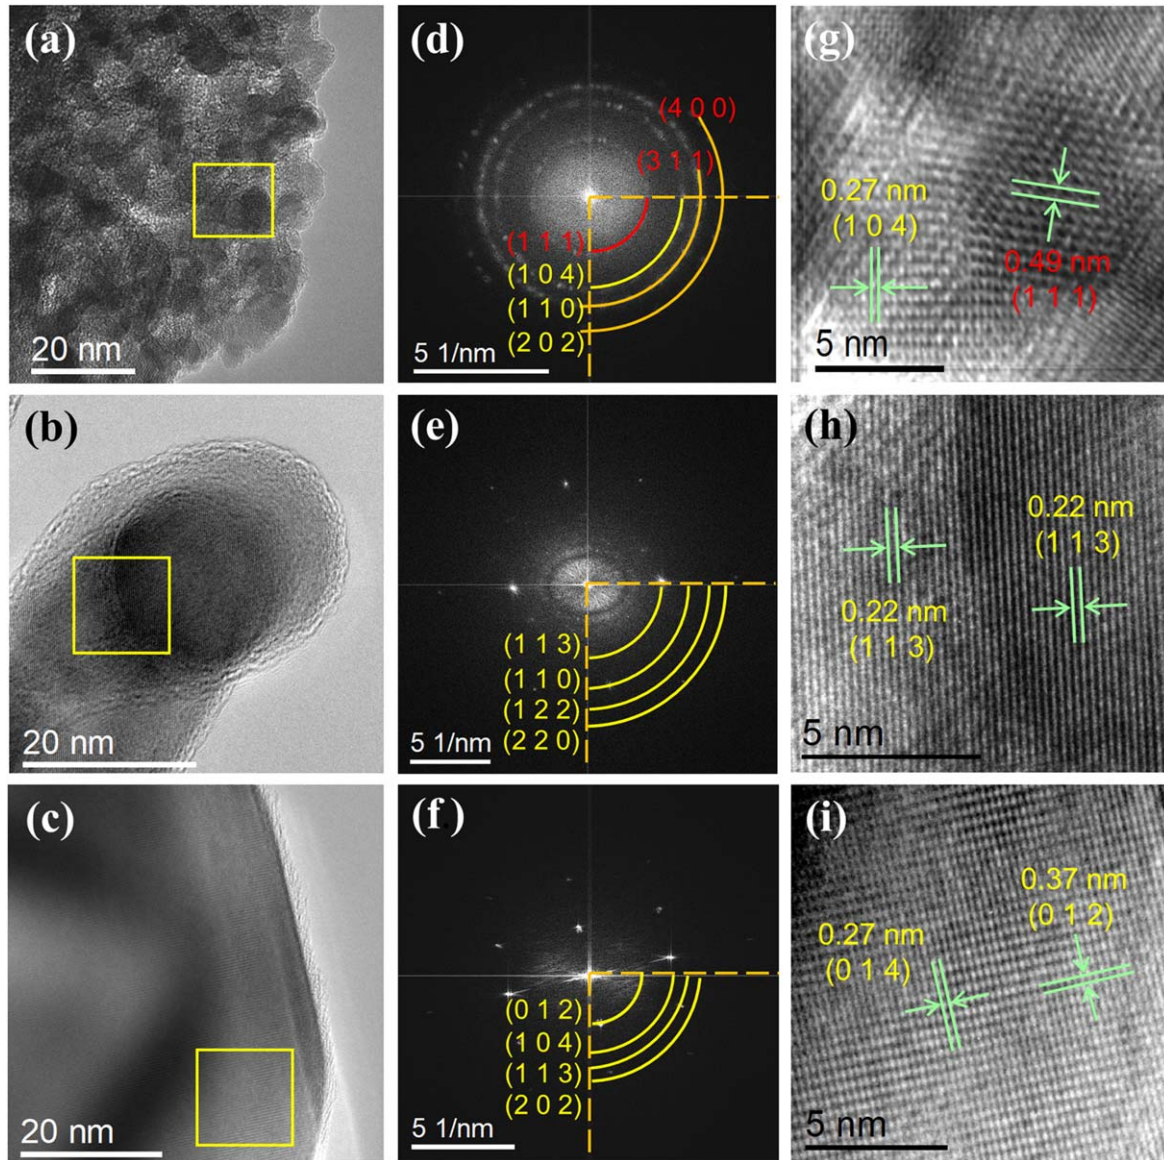 (a)
20 nm
(d)
(4 0 0)
(3 1 1)
(1 1 1)
(1 0 4)
(1 1 0)
(2 0 2)
5 1/nm
(g)
0.27 nm
(1 0 4)
0.49 nm
(1 1 1)
5 nm
(b)
20 nm
(e)
(1 1 3)
(1 1 0)
(1 2 2)
(2 2 0)
5 1/nm
(h)
0.22 nm
(1 1 3)
0.22 nm
(1 1 3)
5 nm
(c)
20 nm
(f)
(0 1 2)
(1 0 4)
(1 1 3)
(2 0 2)
5 1/nm
(i)
0.37 nm
(0 1 2)
0.27 nm
(0 1 4)
5 nm